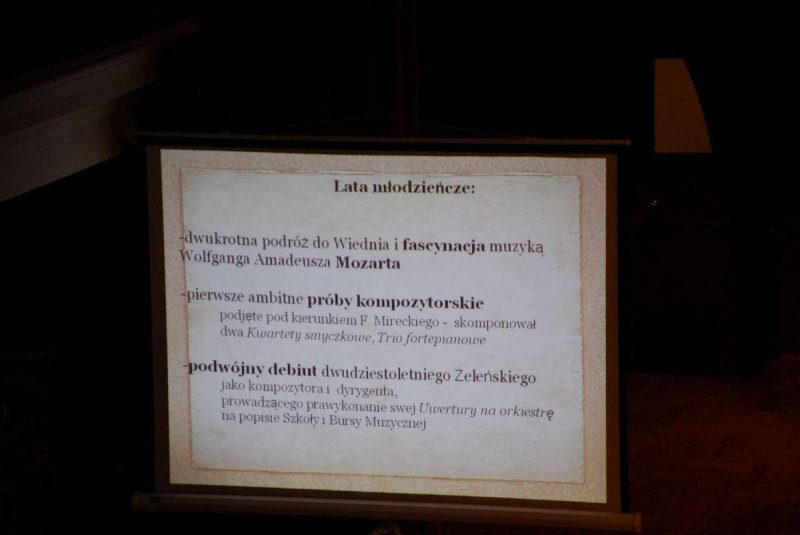 Lata młodzieńcze:
-dwukrotna podróż do Wiednia i fascynacja muzyką
Wolfganga Amadeusza Mozarta
-pierwsze ambitne próby kompozytorskie
podjęte pod kierunkiem F. Mireckiego - skomponował
dwa Kwartety smyczkowe, Trio fortepianowe
-podwójny debiut dwudziestoletniego Żeleńskiego
jako kompozytora i dyrygenta,
prowadzącego prawykonanie swej Uwertury na orkiestrę
na popisie Szkoły i Bursy Muzycznej